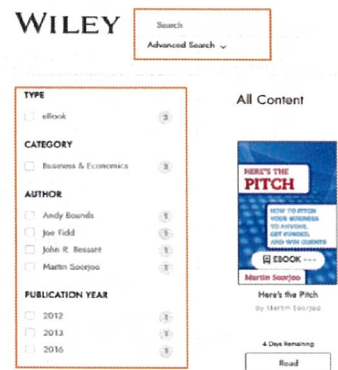 WILEY
Search
Advanced Search
TYPE
eBook
CATEGORY
Business & Economics
AUTHOR
Andy Bounds 1
Joe Tidd 1
John R. Bessant 1
Martin Soorjoo 1
PUBLICATION YEAR
2012 1
2013 1
2016 1
All Content
HERE'S THE
PITCH
HOW TO PITCH
YOUR BUSINESS
TO ANYONE,
GET FUNDED,
AND WIN CLIENTS
EBOOK
Martin Soorjoo
Here's the Pitch
by Martin Soorjoo
4 Days Remaining
Read